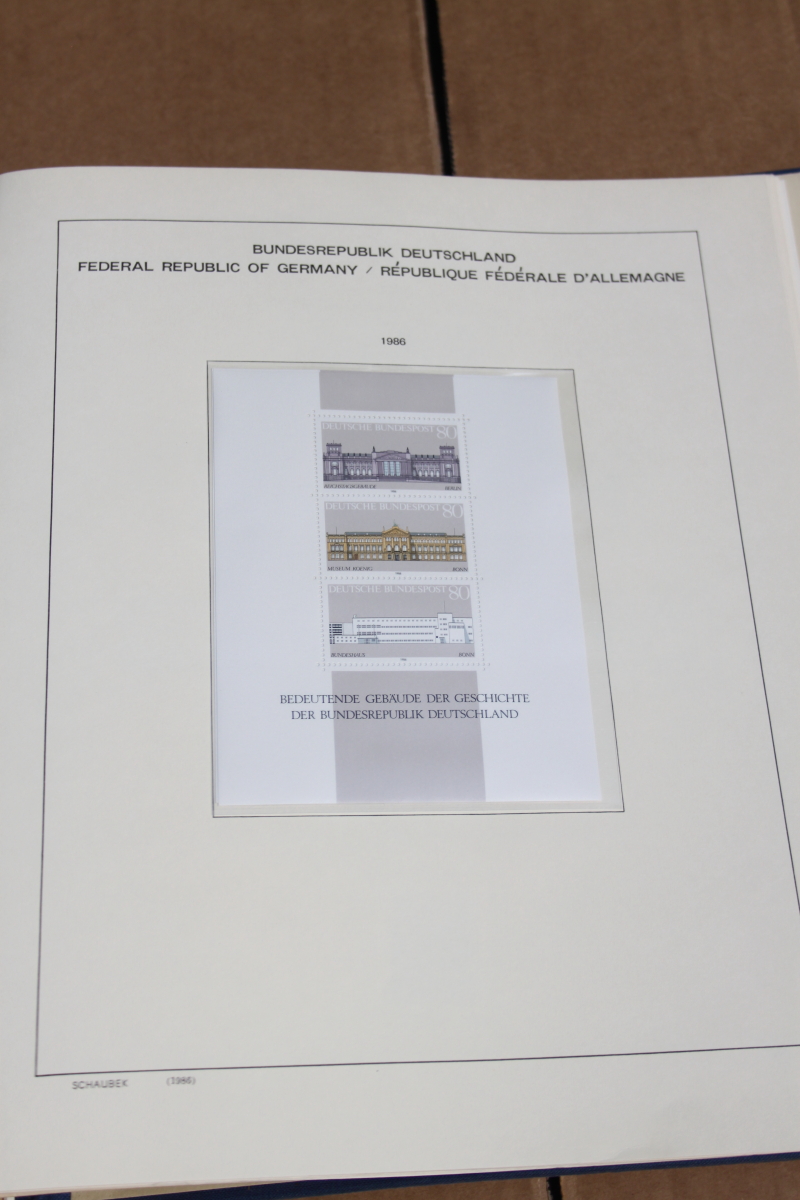 BUNDESREPUBLIK DEUTSCHLAND
FEDERAL REPUBLIC OF GERMANY / RÉPUBLIQUE FÉDÉRALE D'ALLEMAGNE
1986
DEUTSCHE BUNDESPOST 80
REICHSTAGSGEBÄUDE BERLIN
DEUTSCHE BUNDESPOST 80
MUSEUM KOENIG BONN
DEUTSCHE BUNDESPOST 80
BUNDESHAUS BONN
BEDEUTENDE GEBÄUDE DER GESCHICHTE
DER BUNDESREPUBLIK DEUTSCHLAND
SCHAUBEK (1986)